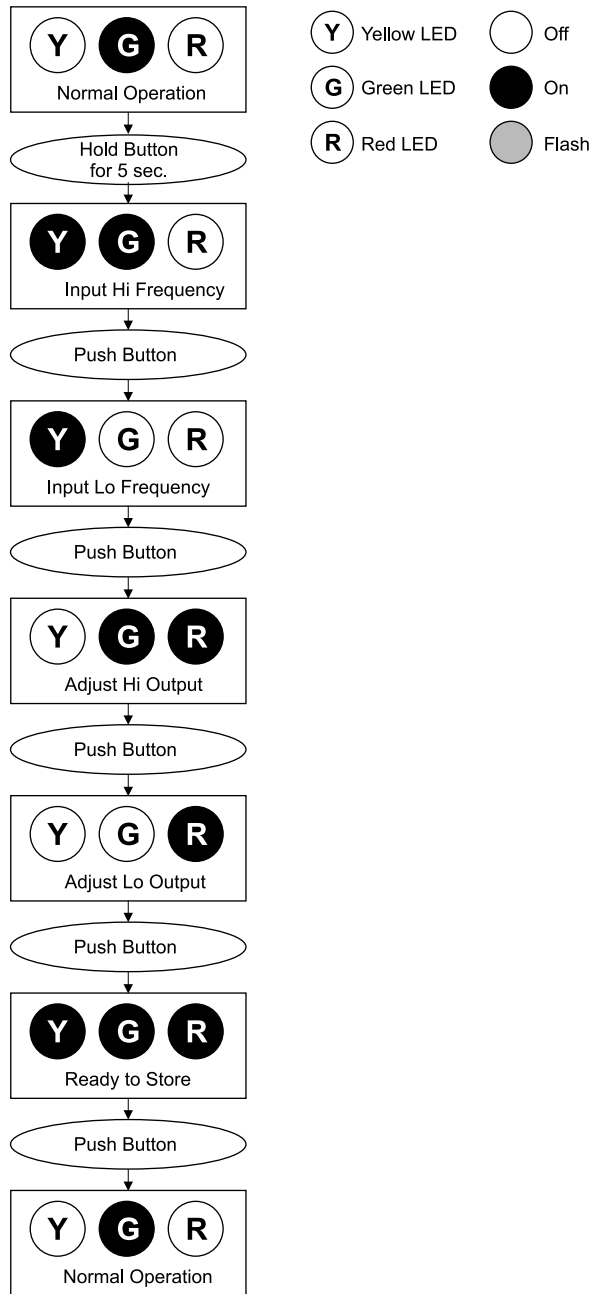 Y G R
Normal Operation
Hold Button
for 5 sec.
Y G R
Input Hi Frequency
Push Button
Y G R
Input Lo Frequency
Push Button
Y G R
Adjust Hi Output
Push Button
Y G R
Adjust Lo Output
Push Button
Y G R
Ready to Store
Push Button
Y G R
Normal Operation
Y Yellow LED Off
G Green LED On
R Red LED Flash